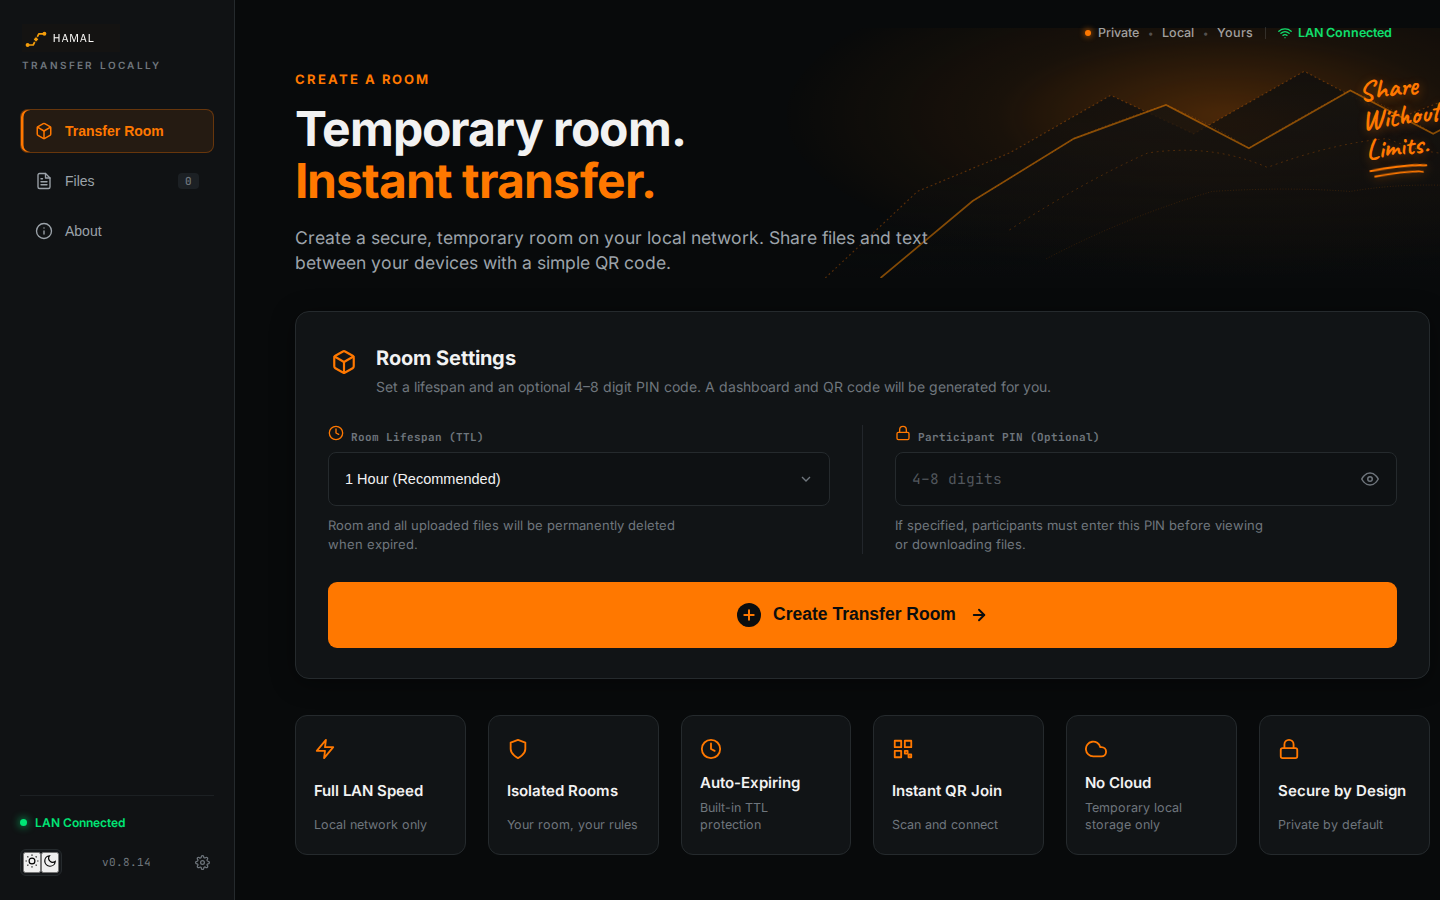 HAMAL
TRANSFER LOCALLY
Transfer Room
Files 0
About
LAN Connected
v0.8.14
Private • Local • Yours LAN Connected
CREATE A ROOM
Temporary room.
Instant transfer.
Create a secure, temporary room on your local network. Share files and text
between your devices with a simple QR code.
Share
Without
Limits.
Room Settings
Set a lifespan and an optional 4–8 digit PIN code. A dashboard and QR code will be generated for you.
Room Lifespan (TTL)
1 Hour (Recommended)
Room and all uploaded files will be permanently deleted
when expired.
Participant PIN (Optional)
4–8 digits
If specified, participants must enter this PIN before viewing
or downloading files.
Create Transfer Room
Full LAN Speed
Local network only
Isolated Rooms
Your room, your rules
Auto-Expiring
Built-in TTL
protection
Instant QR Join
Scan and connect
No Cloud
Temporary local
storage only
Secure by Design
Private by default